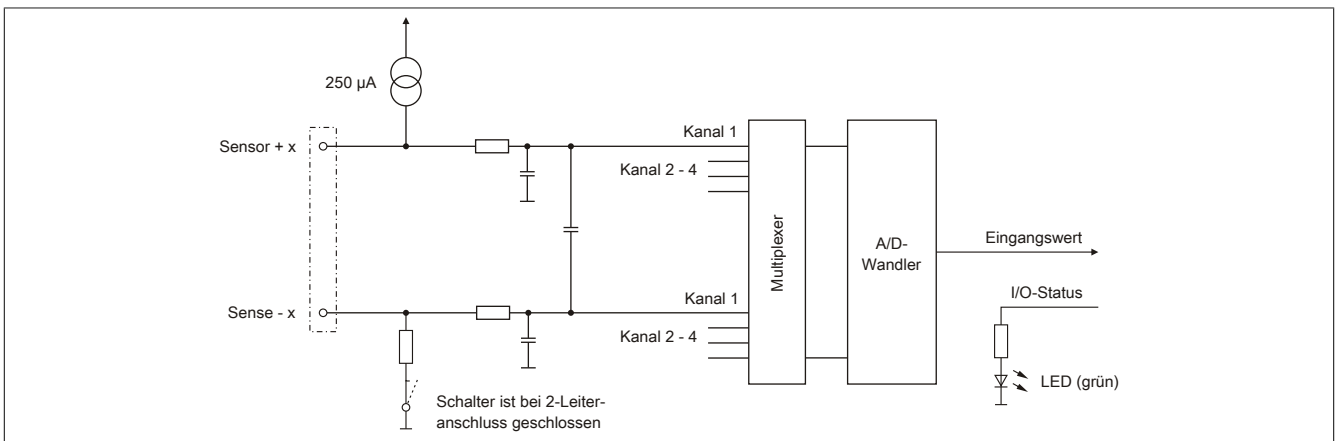 250 µA
Sensor + x
Kanal 1
Kanal 2 - 4
Multiplexer
A/D-
Wandler
Eingangswert
Sense - x
Kanal 1
Kanal 2 - 4
I/O-Status
LED (grün)
Schalter ist bei 2-Leiter-
anschluss geschlossen